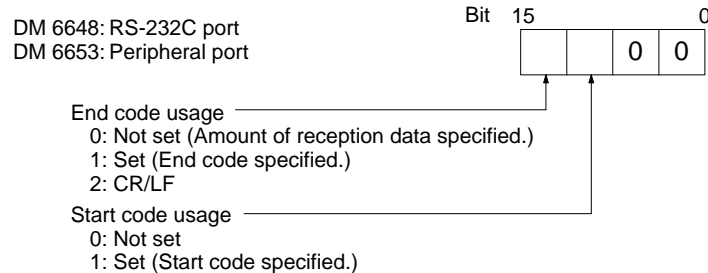 Bit 15 0
DM 6648: RS-232C port
DM 6653: Peripheral port
0 0
End code usage
0: Not set (Amount of reception data specified.)
1: Set (End code specified.)
2: CR/LF
Start code usage
0: Not set
1: Set (Start code specified.)